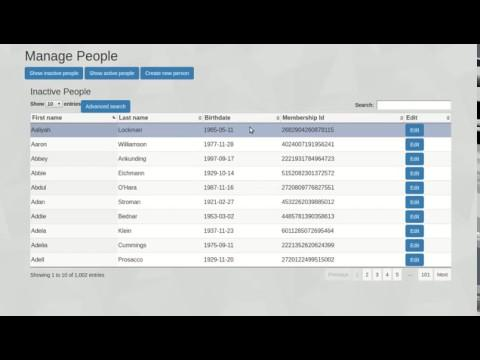 Manage People
Show inactive people Show active people Create new person
Inactive People
Show 10 entries Advanced search Search:
First name Last name Birthdate Membership Id Edit
Aaliyah Lockman 1985-05-11 2682904260878115 Edit
Aaron Williamson 1977-11-28 4024007191956241 Edit
Abbey Ankunding 1997-09-17 2221931784964723 Edit
Abbie Eichmann 1929-10-14 5152082301372572 Edit
Abdul O'Hara 1987-11-16 2720809776827551 Edit
Adan Stroman 1921-02-27 4532262039885012 Edit
Addie Bednar 1953-03-02 4485781390358613 Edit
Adela Klein 1937-11-23 6011285072695464 Edit
Adelia Cummings 1975-09-11 2221352620624399 Edit
Adell Prosacco 1929-11-20 2720122499515002 Edit
Showing 1 to 10 of 1,002 entries Previous 1 2 3 4 5 ... 101 Next